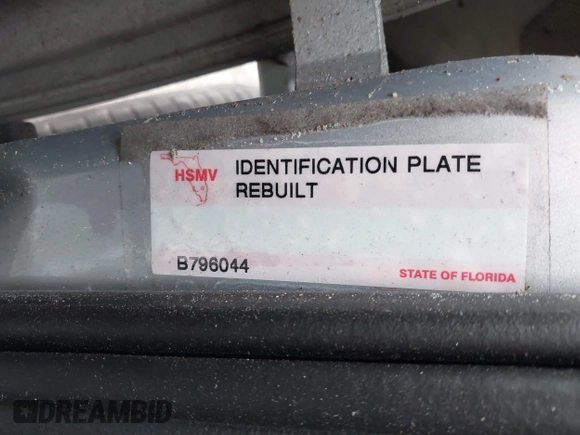 HSMV
IDENTIFICATION PLATE
REBUILT
B796044
STATE OF FLORIDA
DREAMBID